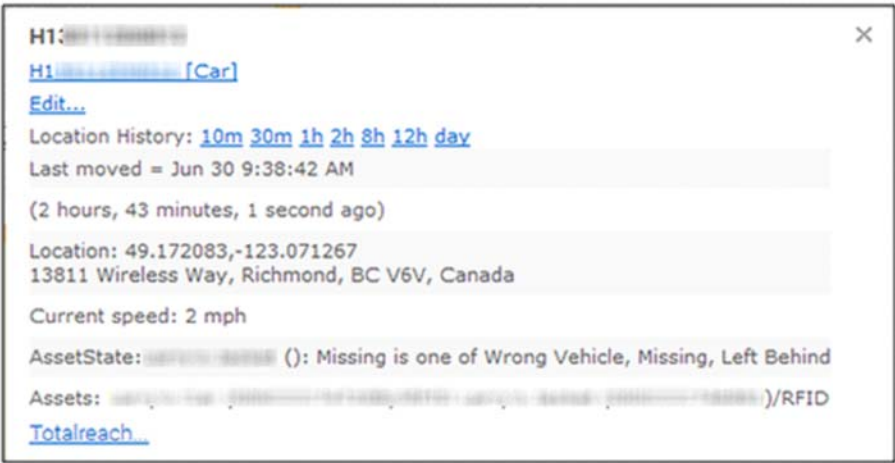 H13
H1 [Car]
Edit...
Location History: 10m 30m 1h 2h 8h 12h day
Last moved = Jun 30 9:38:42 AM
(2 hours, 43 minutes, 1 second ago)
Location: 49.172083,-123.071267
13811 Wireless Way, Richmond, BC V6V, Canada
Current speed: 2 mph
AssetState: (): Missing is one of Wrong Vehicle, Missing, Left Behind
Assets: )/RFID
Totalreach...